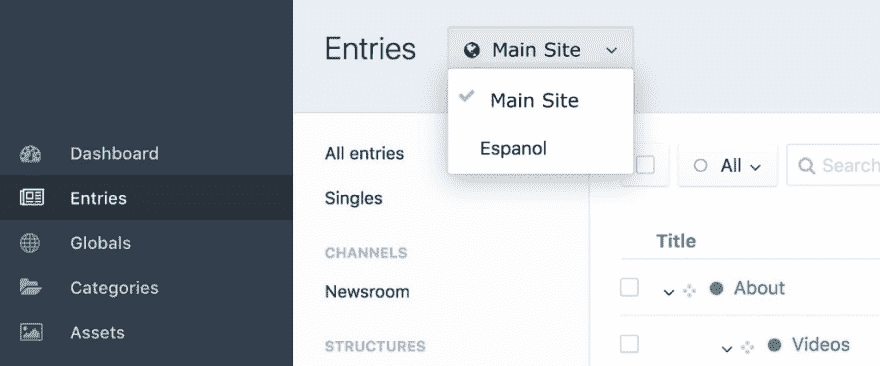 Entries
Main Site
Main Site
Espanol
Dashboard
Entries
Globals
Categories
Assets
All entries
Singles
CHANNELS
Newsroom
STRUCTURES
All
Search
Title
About
Videos